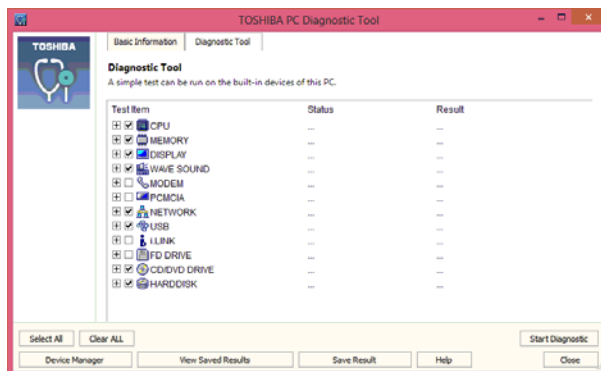 TOSHIBA PC Diagnostic Tool
TOSHIBA
Basic Information Diagnostic Tool
Diagnostic Tool
A simple test can be run on the built-in devices of this PC.
Test Item Status Result
CPU ... ...
MEMORY ... ...
DISPLAY ... ...
WAVE SOUND ... ...
MODEM ... ...
PCMCIA ... ...
NETWORK ... ...
USB ... ...
i.LINK ... ...
FD DRIVE ... ...
CD/DVD DRIVE ... ...
HARDDISK ... ...
Select All Clear ALL Start Diagnostic
Device Manager View Saved Results Save Result Help Close